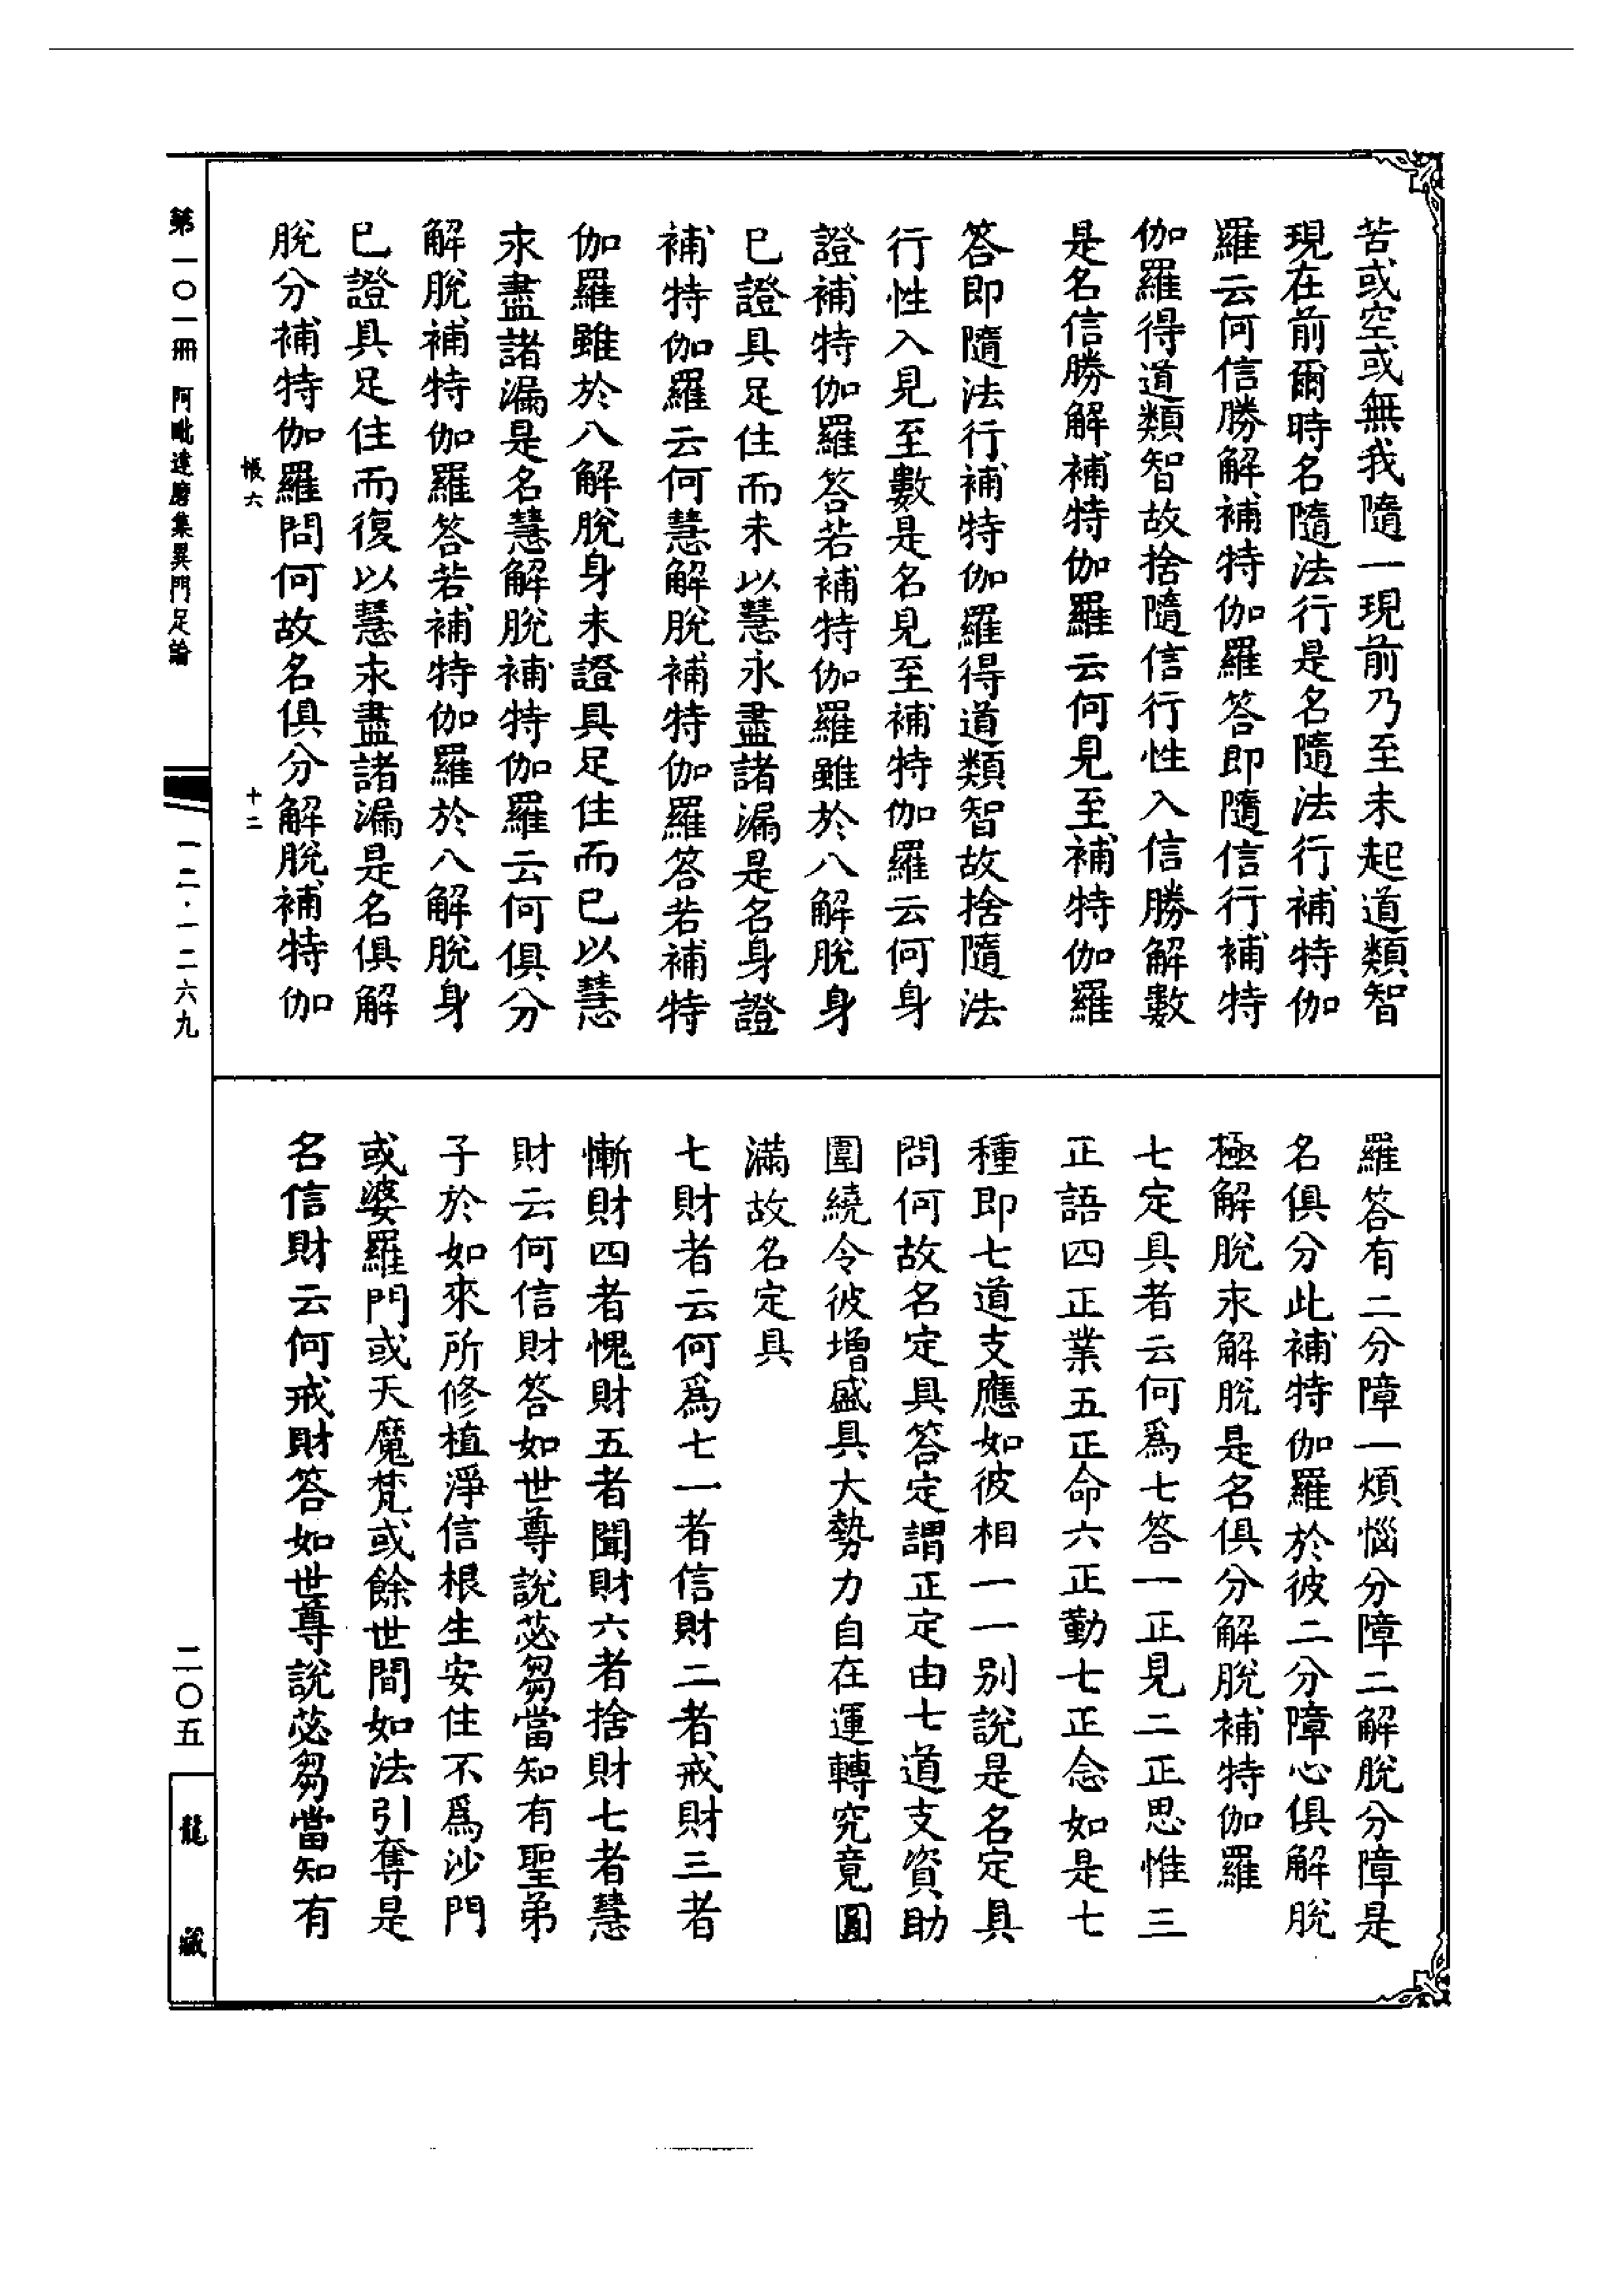 苦或空或無我隨一現前乃至未起道類智
現在前爾時名隨法行是名隨法行補特伽
羅云何信勝解補特伽羅答即隨信行補特
伽羅得道類智故捨隨信行性入信勝解數
是名信勝解補特伽羅云何見至補特伽羅
答即隨法行補特伽羅得道類智故捨隨法
行性入見至數是名見至補特伽羅云何身
證補特伽羅答若補特伽羅雖於八解脫身
已證具足住而未以慧永盡諸漏是名身證
補特伽羅云何慧解脫補特伽羅答若補特
伽羅雖於八解脫身未證具足住而已以慧
永盡諸漏是名慧解脫補特伽羅云何俱分
解脫補特伽羅答若補特伽羅於八解脫身
已證具足住而復以慧永盡諸漏是名俱解
脫分補特伽羅問何故名俱分解脫補特伽
帳六
十二
羅答有二分障一煩惱分障二解脫分障是
名俱分此補特伽羅於彼二分障心俱解脫
極解脫永解脫是名俱分解脫補特伽羅
七定具者云何為七答一正見二正思惟三
正語四正業五正命六正勤七正念如是七
種即七道支應如彼相一一別說是名定具
問何故名定具答定謂正定由七道支資助
圍繞令彼增盛具大勢力自在運轉究竟圓
滿故名定具
七財者云何為七一者信財二者戒財三者
慚財四者愧財五者聞財六者捨財七者慧
財云何信財答如世尊說苾芻當知有聖弟
子於如來所修植淨信根生安住不為沙門
或婆羅門或天魔梵或餘世間如法引奪是
名信財云何戒財答如世尊說苾芻當知有
第一〇一冊 阿毗達磨集異門足論
一二·一二六九
二〇五
龍藏